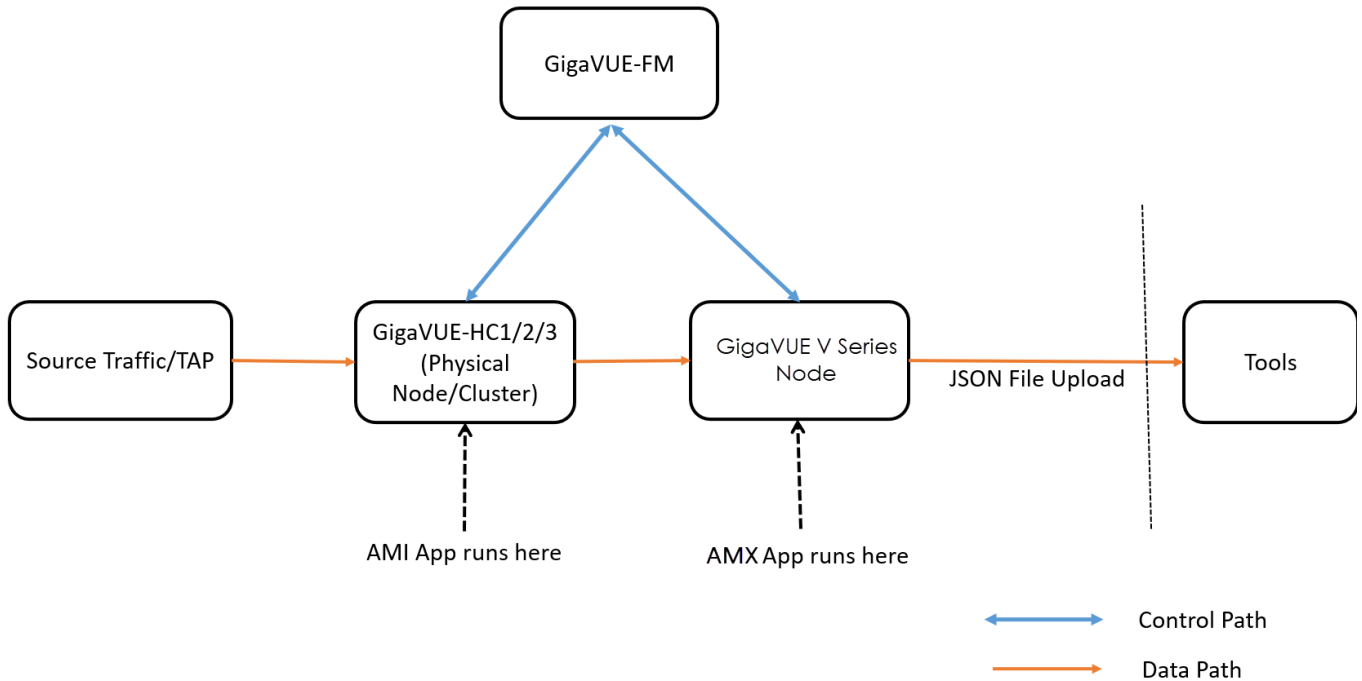 GigaVUE-FM
Source Traffic/TAP
GigaVUE-HC1/2/3
(Physical
Node/Cluster)
GigaVUE V Series
Node
JSON File Upload
Tools
AMI App runs here
AMX App runs here
Control Path
Data Path